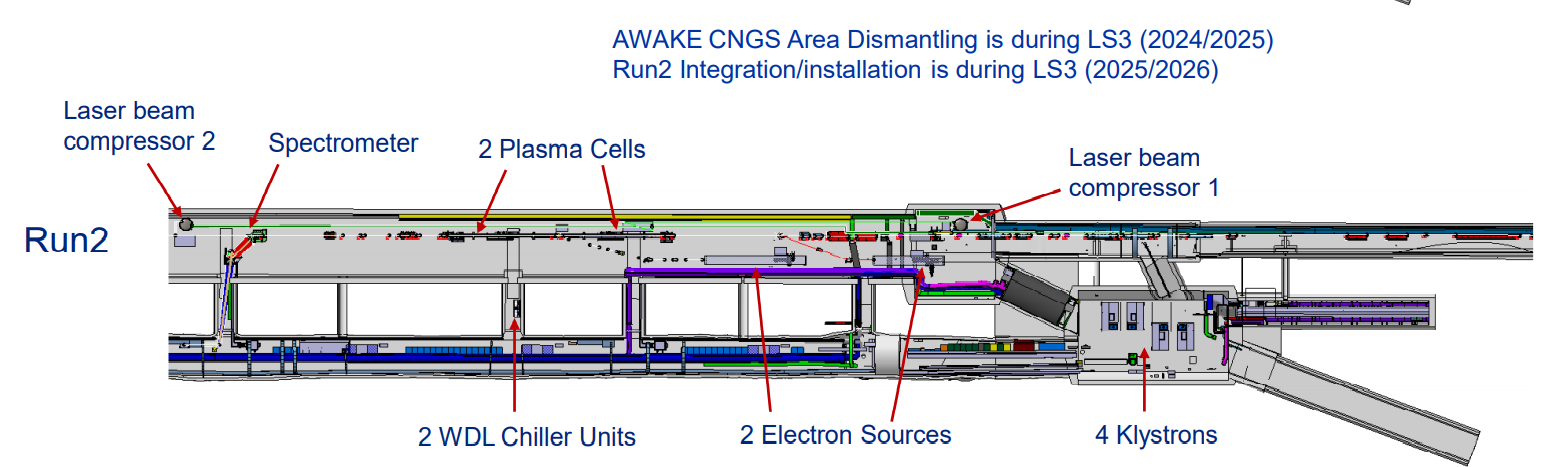 AWAKE CNGS Area Dismantling is during LS3 (2024/2025)
Run2 Integration/installation is during LS3 (2025/2026)
Laser beam
compressor 2
Spectrometer
2 Plasma Cells
Laser beam
compressor 1
Run2
2 WDL Chiller Units
2 Electron Sources
4 Klystrons